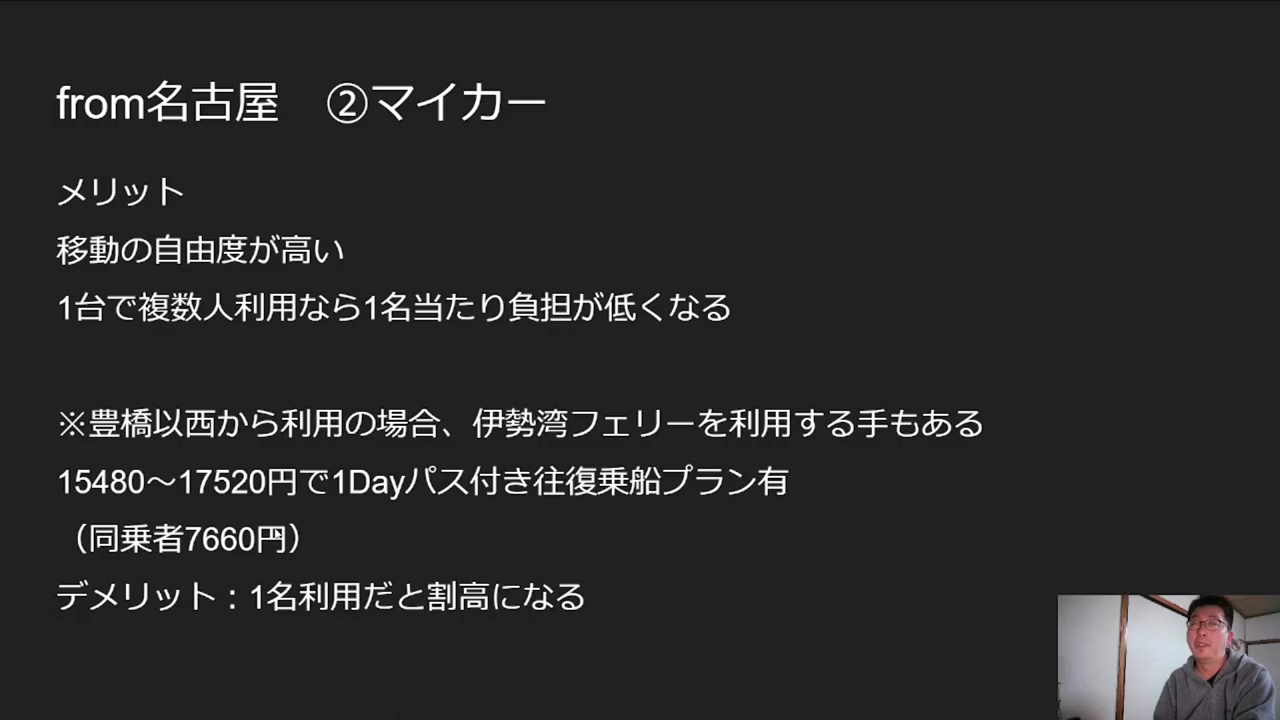 from名古屋　②マイカー
メリット
移動の自由度が高い
1台で複数人利用なら1名当たり負担が低くなる
※豊橋以西から利用の場合、伊勢湾フェリーを利用する手もある
15480～17520円で1Dayパス付き往復乗船プラン有
（同乗者7660円）
デメリット：1名利用だと割高になる